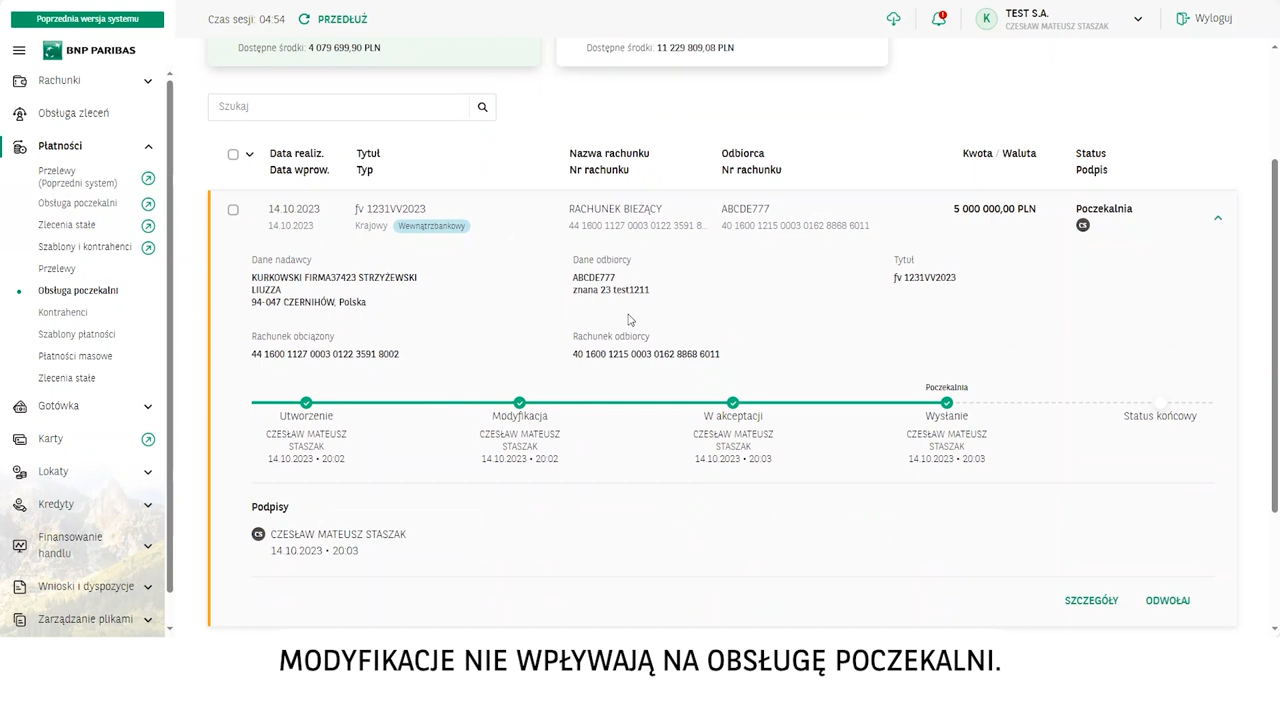 Poprzednia wersja systemu
Czas sesji: 04:54
PRZEDŁUŻ
K
TEST S.A.
CZESŁAW MATEUSZ STASZAK
Wyloguj
BNP PARIBAS
Rachunki
Obsługa zleceń
Płatności
Przelewy
(Poprzedni system)
Obsługa poczekalni
Zlecenia stałe
Szablony i kontrahenci
Przelewy
Obsługa poczekalni
Kontrahenci
Szablony płatności
Płatności masowe
Zlecenia stałe
Gotówka
Karty
Lokaty
Kredyty
Finansowanie
handlu
Wnioski i dyspozycje
Zarządzanie plikami
Dostępne środki: 4 079 699,90 PLN
Dostępne środki: 11 229 809,08 PLN
Szukaj
Data realiz. Tytuł Nazwa rachunku Odbiorca Kwota / Waluta Status
Data wprow. Typ Nr rachunku Nr rachunku Podpis
14.10.2023 fv 1231VV2023 RACHUNEK BIEŻĄCY ABCDE777 5 000 000,00 PLN Poczekalnia
14.10.2023 Krajowy Wewnątrzbankowy 44 1600 1127 0003 0122 3591 8... 40 1600 1215 0003 0162 8868 6011 CS
Dane nadawcy Dane odbiorcy Tytuł
KURKOWSKI FIRMA37423 STRZYŻEWSKI ABCDE777 fv 1231VV2023
LIUZZA znana 23 test1211
94-047 CZERNIHÓW, Polska
Rachunek obciążony Rachunek odbiorcy
44 1600 1127 0003 0122 3591 8002 40 1600 1215 0003 0162 8868 6011
Poczekalnia
Utworzenie Modyfikacja W akceptacji Wysłanie Status końcowy
CZESŁAW MATEUSZ CZESŁAW MATEUSZ CZESŁAW MATEUSZ CZESŁAW MATEUSZ
STASZAK STASZAK STASZAK STASZAK
14.10.2023 • 20:02 14.10.2023 • 20:02 14.10.2023 • 20:03 14.10.2023 • 20:03
Podpisy
CS CZESŁAW MATEUSZ STASZAK
14.10.2023 • 20:03
SZCZEGÓŁY ODWOŁAJ
MODYFIKACJE NIE WPŁYWAJĄ NA OBSŁUGĘ POCZEKALNI.